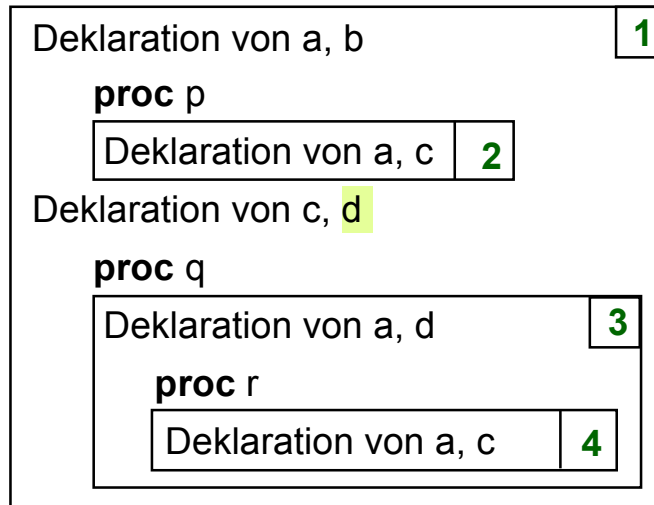 Deklaration von a, b 1
proc p
Deklaration von a, c 2
Deklaration von c, d
proc q
Deklaration von a, d 3
proc r
Deklaration von a, c 4